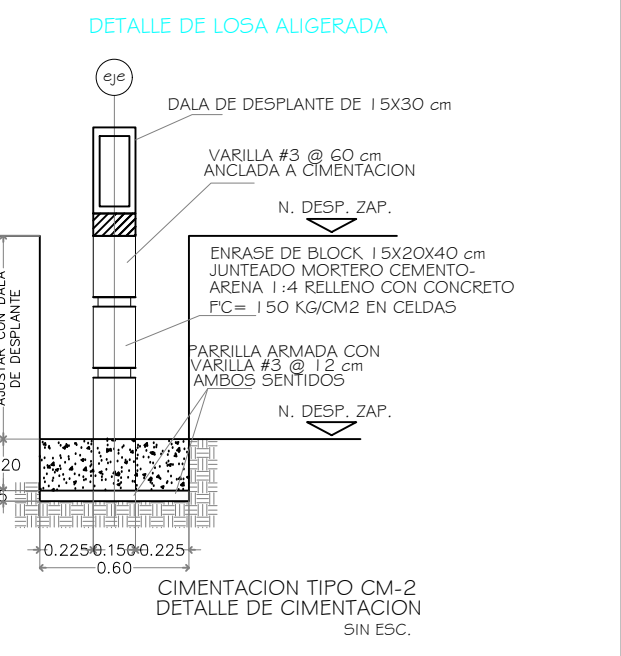 DETALLE DE LOSA ALIGERADA
eje
DALA DE DESPLANTE DE 15X30 cm
VARILLA #3 @ 60 cm
ANCLADA A CIMENTACION
N. DESP. ZAP.
ENRASE DE BLOCK 15X20X40 cm
JUNTEADO MORTERO CEMENTO-
ARENA 1:4 RELLENO CON CONCRETO
F'C= 150 KG/CM2 EN CELDAS
AJUSTAR CON DALA
DE DESPLANTE
PARRILLA ARMADA CON
VARILLA #3 @ 12 cm
AMBOS SENTIDOS
N. DESP. ZAP.
20
0.225 0.150 0.225
0.60
CIMENTACION TIPO CM-2
DETALLE DE CIMENTACION
SIN ESC.